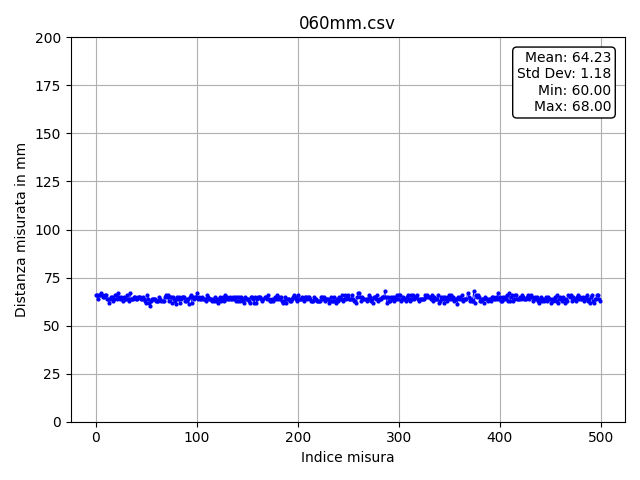 060mm.csv
Mean: 64.23
Std Dev: 1.18
Min: 60.00
Max: 68.00
Distanza misurata in mm
200
175
150
125
100
75
50
25
0
0 100 200 300 400 500
Indice misura